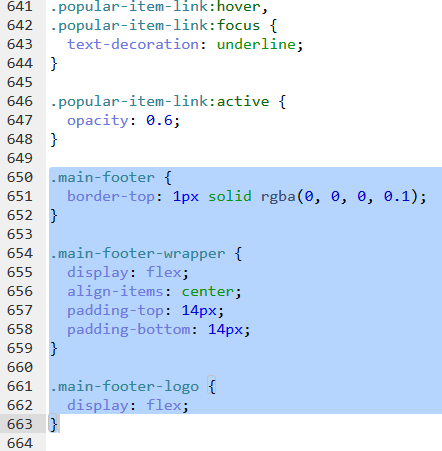 641 .popular-item-link:hover,
642 .popular-item-link:focus {
643   text-decoration: underline;
644 }
645
646 .popular-item-link:active {
647   opacity: 0.6;
648 }
649
650 .main-footer {
651   border-top: 1px solid rgba(0, 0, 0, 0.1);
652 }
653
654 .main-footer-wrapper {
655   display: flex;
656   align-items: center;
657   padding-top: 14px;
658   padding-bottom: 14px;
659 }
660
661 .main-footer-logo {
662   display: flex;
663 }
664